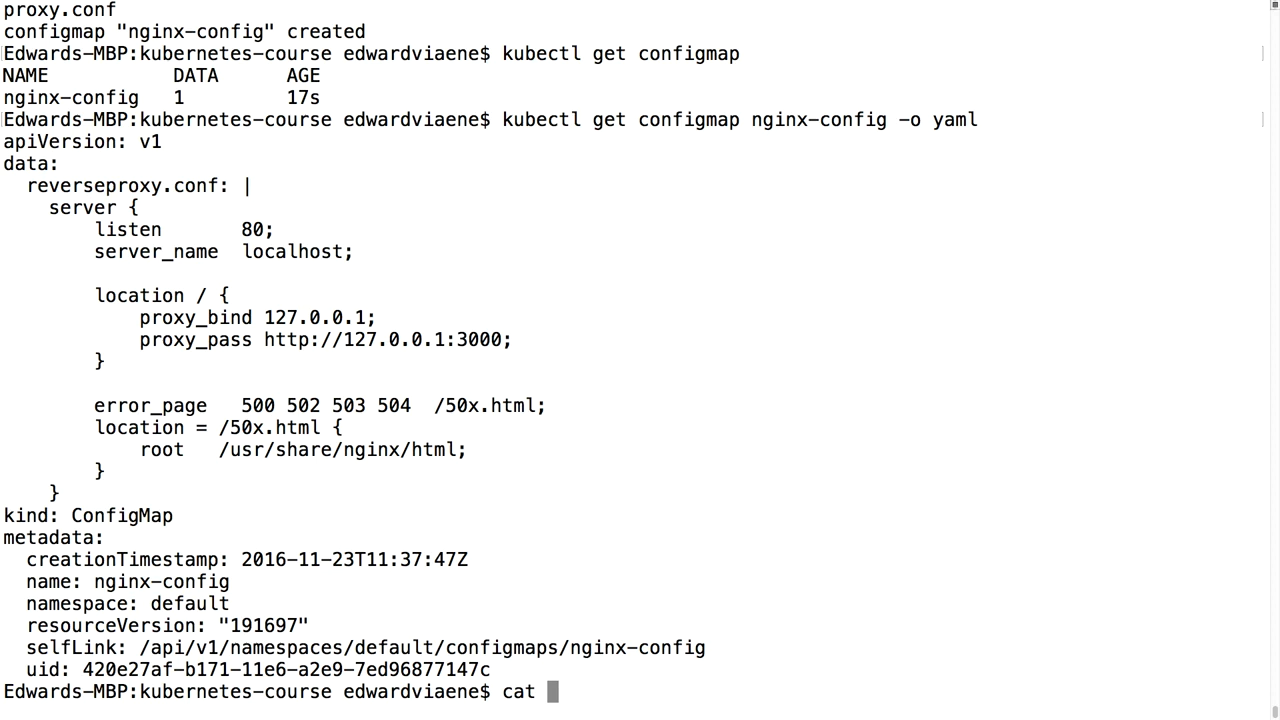 proxy.conf
configmap "nginx-config" created
Edwards-MBP:kubernetes-course edwardviaene$ kubectl get configmap
NAME           DATA      AGE
nginx-config   1         17s
Edwards-MBP:kubernetes-course edwardviaene$ kubectl get configmap nginx-config -o yaml
apiVersion: v1
data:
  reverseproxy.conf: |
    server {
        listen       80;
        server_name  localhost;

        location / {
            proxy_bind 127.0.0.1;
            proxy_pass http://127.0.0.1:3000;
        }

        error_page   500 502 503 504  /50x.html;
        location = /50x.html {
            root   /usr/share/nginx/html;
        }
    }
kind: ConfigMap
metadata:
  creationTimestamp: 2016-11-23T11:37:47Z
  name: nginx-config
  namespace: default
  resourceVersion: "191697"
  selfLink: /api/v1/namespaces/default/configmaps/nginx-config
  uid: 420e27af-b171-11e6-a2e9-7ed96877147c
Edwards-MBP:kubernetes-course edwardviaene$ cat